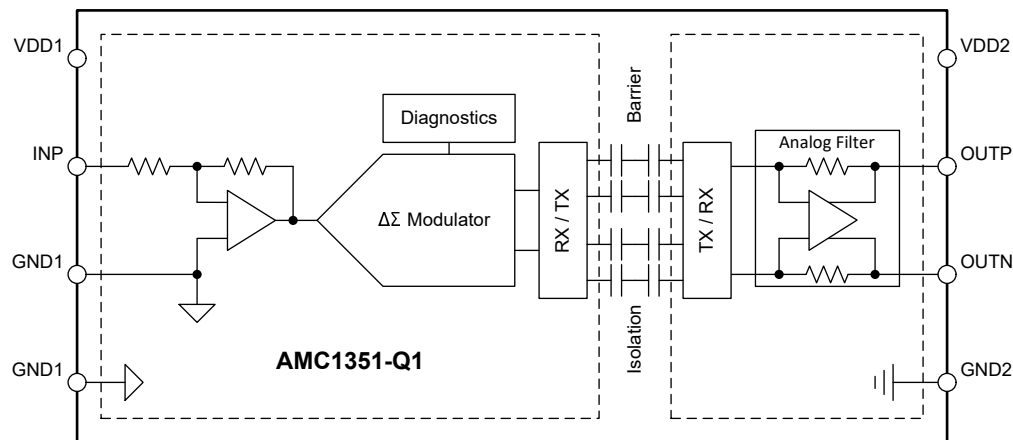 VDD1
VDD2
Barrier
Diagnostics
Analog Filter
INP
OUTP
ΔΣ Modulator
RX / TX
TX / RX
GND1
OUTN
Isolation
AMC1351-Q1
GND1
GND2